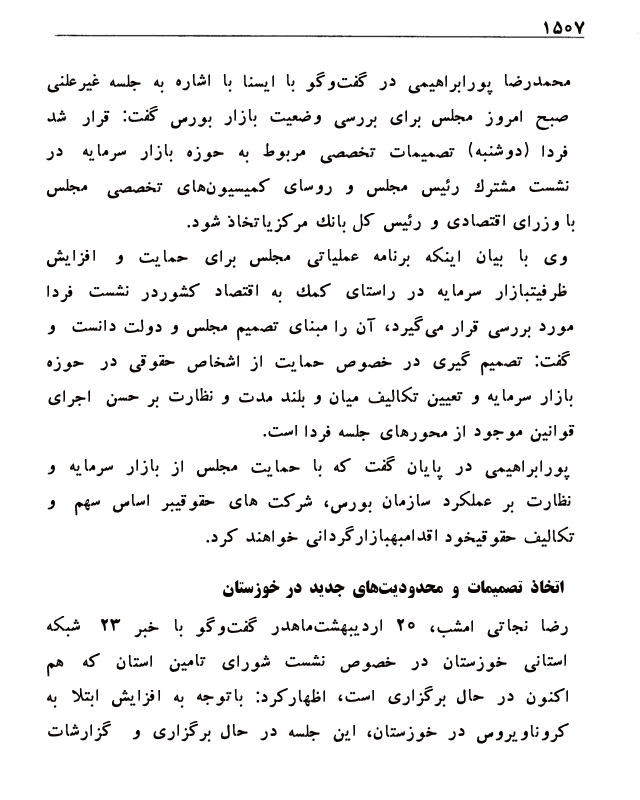 ۱۵۰۷
محمدرضا پورابراهیمی در گفت‌وگو با ایسنا با اشاره به جلسه غیرعلنی
صبح امروز مجلس برای بررسی وضعیت بازار بورس گفت: قرار شد
فردا (دوشنبه) تصمیمات تخصصی مربوط به حوزه بازار سرمایه در
نشست مشترك رئیس مجلس و روسای کمیسیون‌های تخصصی مجلس
با وزرای اقتصادی و رئیس کل بانك مرکزیاتخاذ شود.
وی با بیان اینکه برنامه عملیاتی مجلس برای حمایت و افزایش
ظرفیتبازار سرمایه در راستای کمك به اقتصاد کشوردر نشست فردا
مورد بررسی قرار می‌گیرد، آن را مبنای تصمیم مجلس و دولت دانست و
گفت: تصمیم گیری در خصوص حمایت از اشخاص حقوقی در حوزه
بازار سرمایه و تعیین تکالیف میان و بلند مدت و نظارت بر حسن اجرای
قوانین موجود از محورهای جلسه فردا است.
پورابراهیمی در پایان گفت که با حمایت مجلس از بازار سرمایه و
نظارت بر عملکرد سازمان بورس، شرکت های حقوقیبر اساس سهم و
تکالیف حقوقیخود اقدامبهبازارگردانی خواهند کرد.
اتخاذ تصمیمات و محدودیت‌های جدید در خوزستان
رضا نجاتی امشب، ۲۰ اردیبهشت‌ماهدر گفت‌وگو با خبر ۲۳ شبکه
استانی خوزستان در خصوص نشست شورای تامین استان که هم
اکنون در حال برگزاری است، اظهارکرد: باتوجه به افزایش ابتلا به
کروناویروس در خوزستان، این جلسه در حال برگزاری و گزارشات